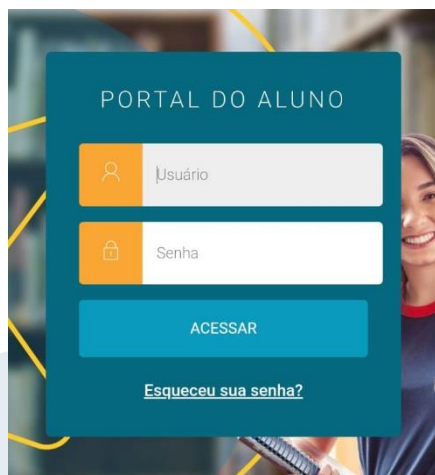 PORTAL DO ALUNO
Usuário
Senha
ACESSAR
Esqueceu sua senha?